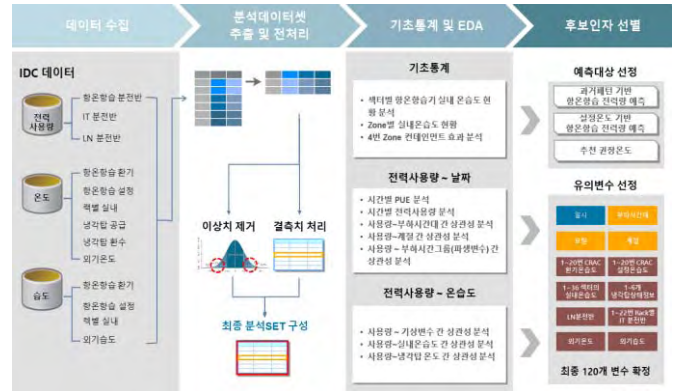 데이터 수집
분석데이터셋
추출 및 전처리
기초통계 및 EDA
후보인자 선별
IDC 데이터
전력
사용량
항온항습 분전반
IT 분전반
LN 분전반
온도
항온항습 환기
항온항습 설정
랙별 실내
냉각탑 공급
냉각탑 환수
외기온도
습도
항온항습 환기
항온항습 설정
랙별 실내
외기습도
이상치 제거
결측치 처리
최종 분석SET 구성
기초통계
• 섹터별 항온항습기 실내 온습도 현
황 분석
• Zone별 실내온습도 현황
• 4번 Zone 컨테인먼트 효과 분석
전력사용량 ~ 날짜
• 시간별 PUE 분석
• 시간별 전력사용량 분석
• 사용량~부하시간대 간 상관성 분석
• 사용량~계절 간 상관성 분석
• 사용량 ~ 부하시간그룹(파생변수) 간
상관성 분석
전력사용량 ~ 온습도
• 사용량 ~ 기상변수 간 상관성 분석
• 사용량~실내온습도 간 상관성 분석
• 사용량~냉각탑 온도 간 상관성 분석
예측대상 선정
과거패턴 기반
항온항습 전력량 예측
설정온도 기반
항온항습 전력량 예측
추천 권장온도
유의변수 선정
일시
부하시간대
요일
계절
1~20번 CRAC
환기온습도
1~20번 CRAC
설정온습도
1~36 섹터의
실내온습도
1~6개
냉각탑상태정보
LN분전반
1~22번 Rack별
IT 분전반
외기온도
외기습도
최종 120개 변수 확정